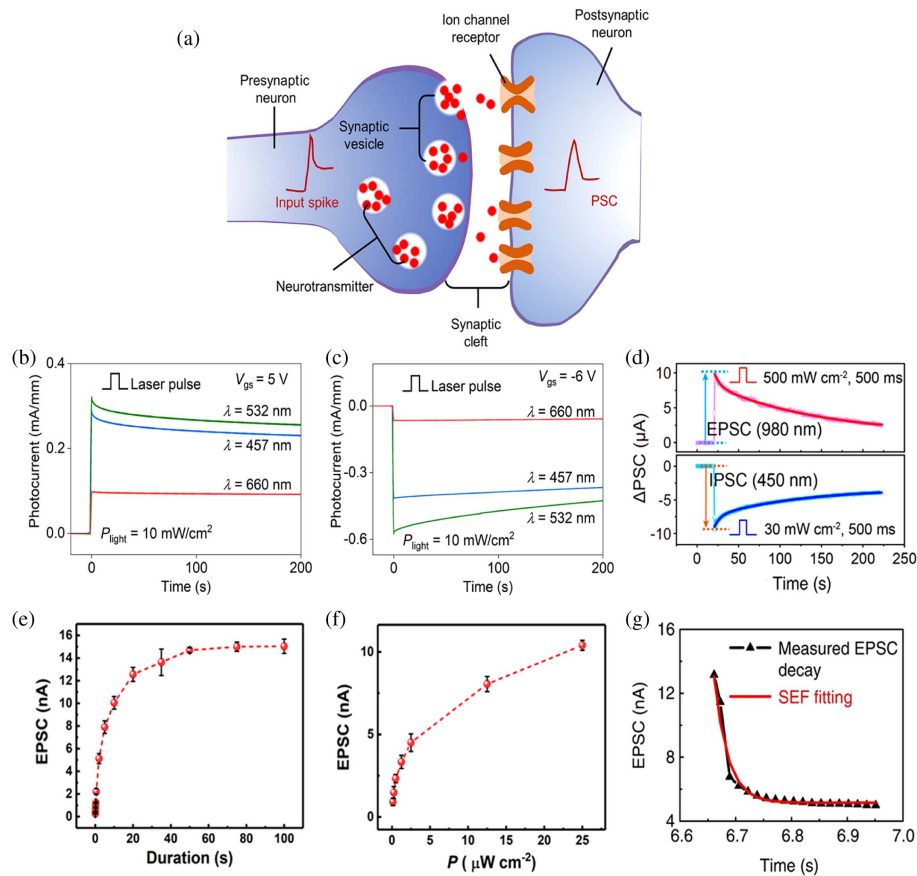 (a)
Ion channel
receptor
Postsynaptic
neuron
Presynaptic
neuron
Synaptic
vesicle
Input spike
PSC
Neurotransmitter
Synaptic
cleft
(b)
Photocurrent (mA/mm)
0.4
0.2
0.0
Laser pulse
Vgs = 5 V
λ = 532 nm
λ = 457 nm
λ = 660 nm
Plight = 10 mW/cm²
0
100
200
Time (s)
(c)
Photocurrent (mA/mm)
0.0
-0.3
-0.6
Laser pulse
Vgs = -6 V
λ = 660 nm
λ = 457 nm
λ = 532 nm
Plight = 10 mW/cm²
0
100
200
Time (s)
(d)
ΔPSC (µA)
10
5
0
500 mW cm⁻², 500 ms
EPSC (980 nm)
0
-5
-10
IPSC (450 nm)
30 mW cm⁻², 500 ms
0
50
100
150
200
250
Time (s)
(e)
EPSC (nA)
16
14
12
10
8
6
4
2
0
0
20
40
60
80
100
Duration (s)
(f)
EPSC (nA)
10
5
0
0
5
10
15
20
25
P ( µW cm⁻²)
(g)
EPSC (nA)
16
12
8
4
Measured EPSC
decay
SEF fitting
6.6
6.7
6.8
6.9
7.0
Time (s)